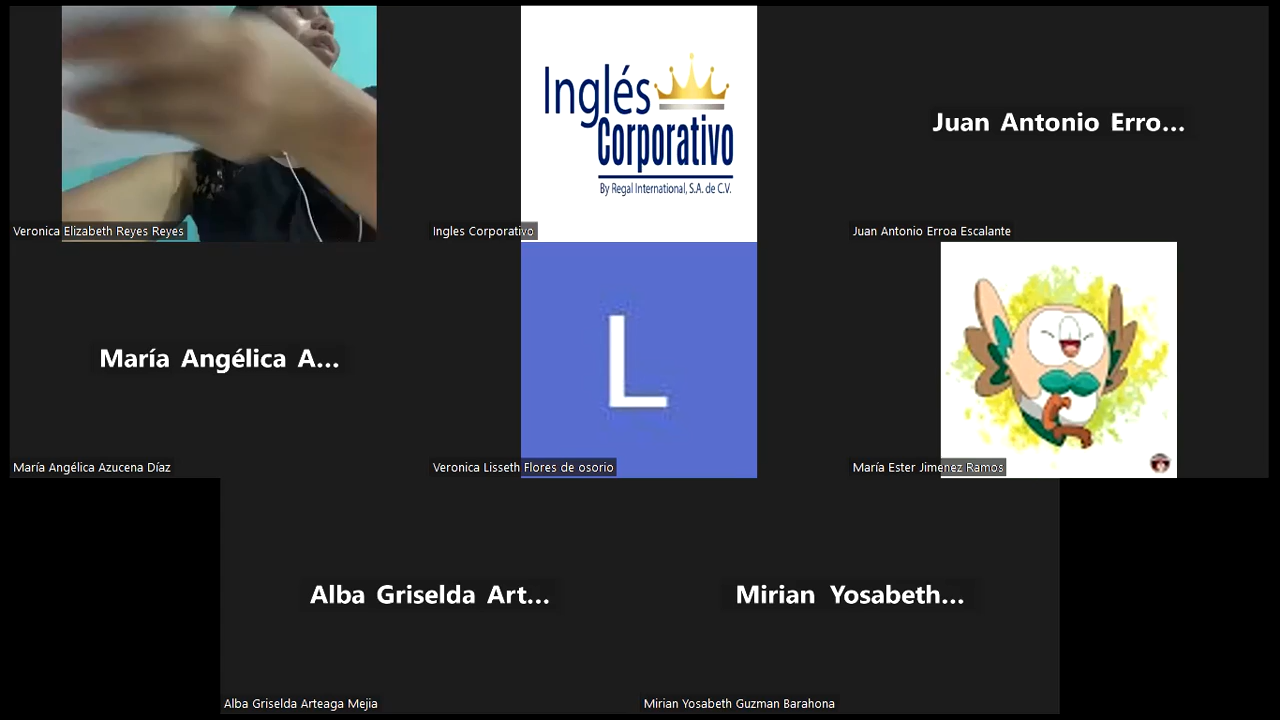 Veronica Elizabeth Reyes Reyes
Inglés
Corporativo
By Regal International, S.A. de C.V.
Ingles Corporativo
Juan Antonio Erro...
Juan Antonio Erroa Escalante
María Angélica A...
María Angélica Azucena Díaz
L
Veronica Lisseth Flores de osorio
María Ester Jimenez Ramos
Alba Griselda Art...
Alba Griselda Arteaga Mejia
Mirian Yosabeth...
Mirian Yosabeth Guzman Barahona